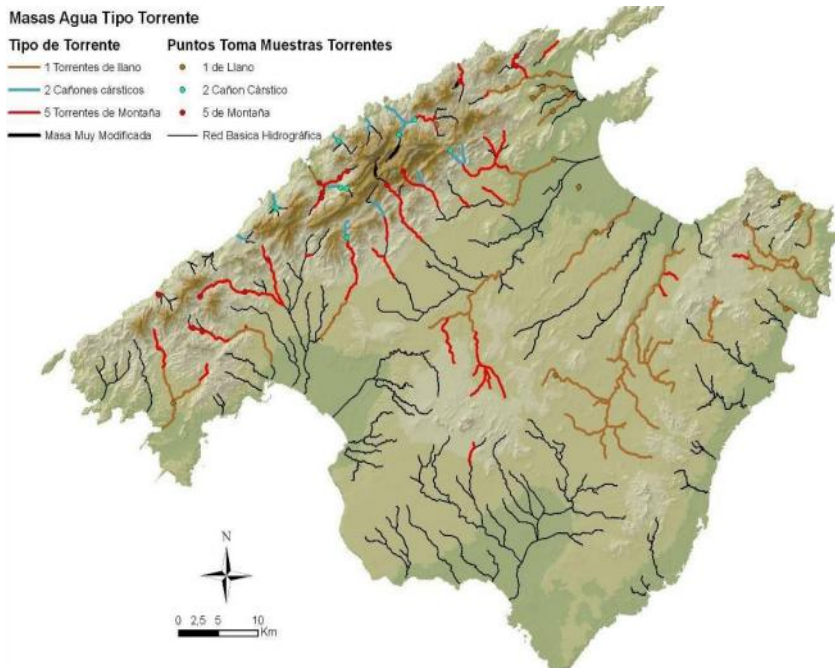 Masas Agua Tipo Torrente
Tipo de Torrente
1 Torrentes de llano
2 Cañones cársticos
5 Torrentes de Montaña
Masa Muy Modificada
Puntos Toma Muestras Torrentes
1 de Llano
2 Cañon Cárstico
5 de Montaña
Red Basica Hidrográfica
N
0 2,5 5 10
Km